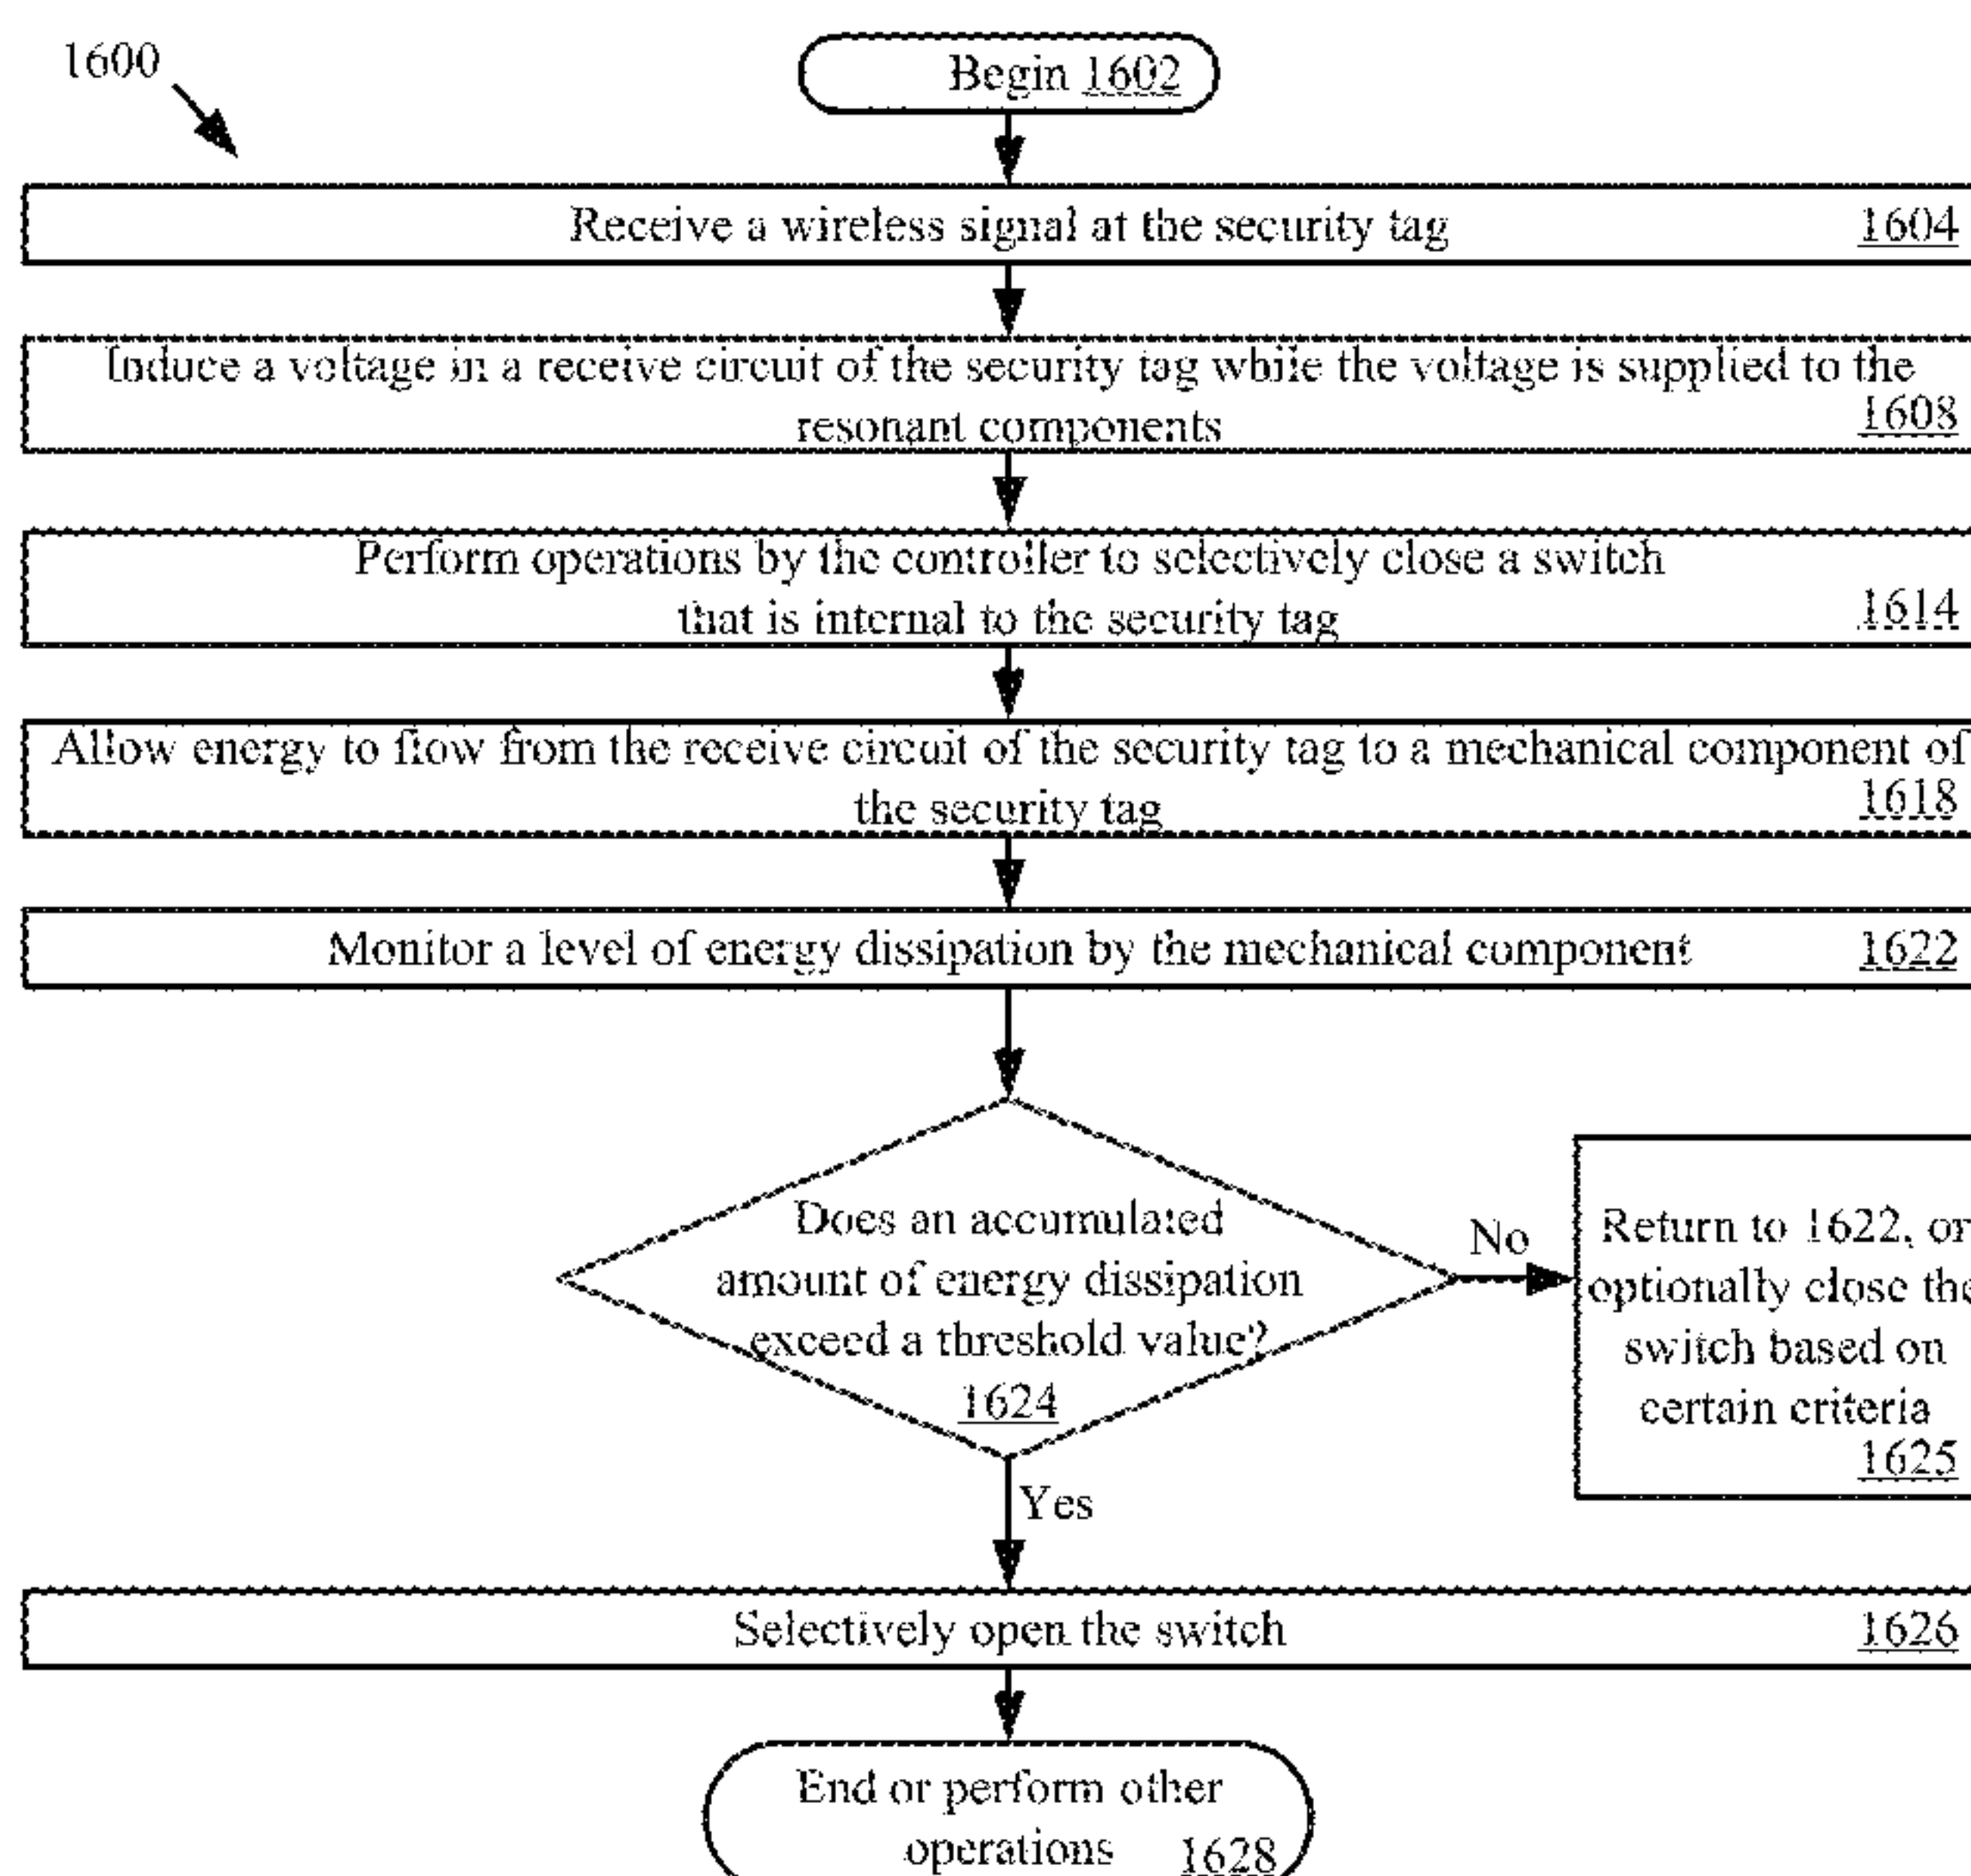 1600
Begin 1602
Receive a wireless signal at the security tag 1604
Induce a voltage in a receive circuit of the security tag while the voltage is supplied to the
resonant components 1608
Perform operations by the controller to selectively close a switch
that is internal to the security tag 1614
Allow energy to flow from the receive circuit of the security tag to a mechanical component of
the security tag 1618
Monitor a level of energy dissipation by the mechanical component 1622
Does an accumulated
amount of energy dissipation
exceed a threshold value?
1624
No
Return to 1622, or
optionally close the
switch based on
certain criteria
1625
Yes
Selectively open the switch 1626
End or perform other
operations 1628